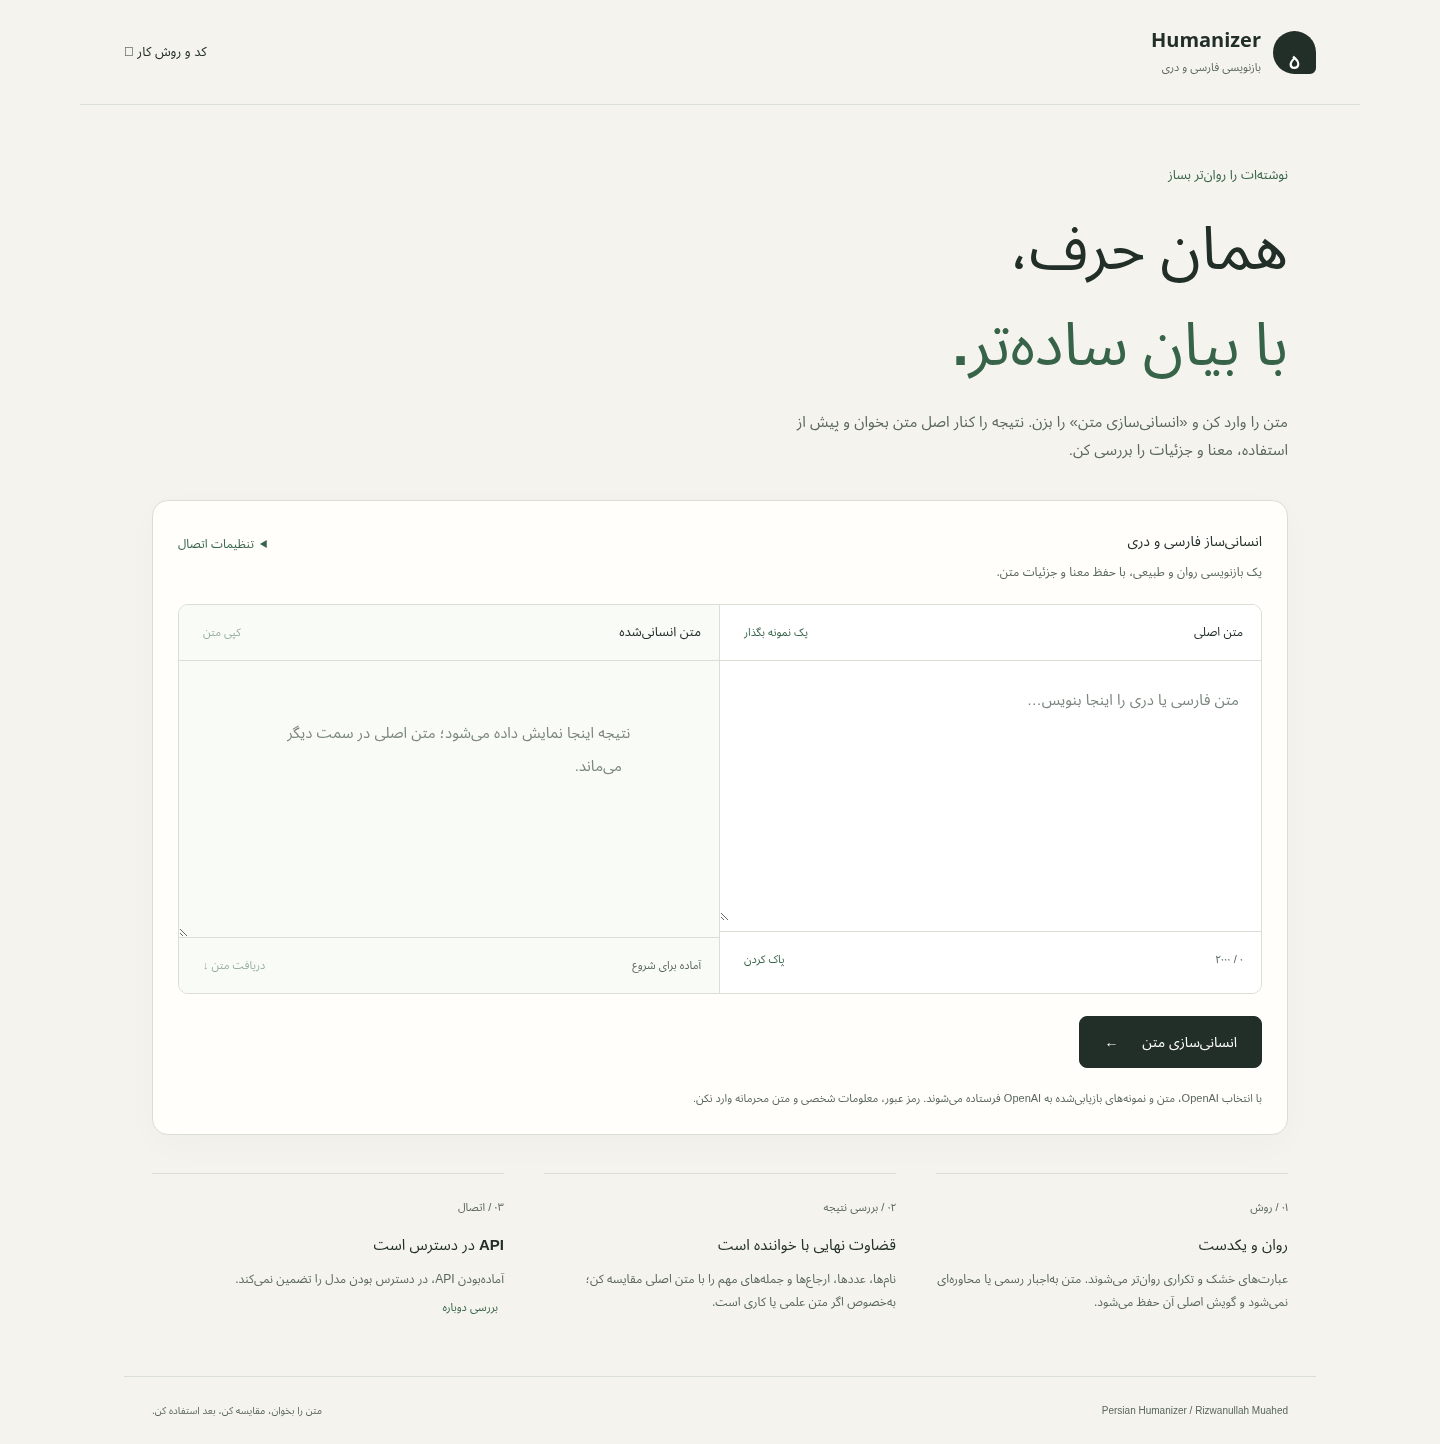 ه
Humanizer
بازنویسی فارسی و دری
کد و روش کار
نوشته‌ات را روان‌تر بساز
همان حرف،
با بیان ساده‌تر.
متن را وارد کن و «انسانی‌سازی متن» را بزن. نتیجه را کنار اصل متن بخوان و پیش از
استفاده، معنا و جزئیات را بررسی کن.
انسانی‌ساز فارسی و دری
یک بازنویسی روان و طبیعی، با حفظ معنا و جزئیات متن.
تنظیمات اتصال
متن اصلی
یک نمونه بگذار
متن فارسی یا دری را اینجا بنویس…
۰ / ۲۰۰۰
پاک کردن
متن انسانی‌شده
کپی متن
نتیجه اینجا نمایش داده می‌شود؛ متن اصلی در سمت دیگر
می‌ماند.
آماده برای شروع
دریافت متن ↓
انسانی‌سازی متن ←
با انتخاب OpenAI، متن و نمونه‌های بازیابی‌شده به OpenAI فرستاده می‌شوند. رمز عبور، معلومات شخصی و متن محرمانه وارد نکن.
۰۱ / روش
روان و یکدست
عبارت‌های خشک و تکراری روان‌تر می‌شوند. متن به‌اجبار رسمی یا محاوره‌ای
نمی‌شود و گویش اصلی آن حفظ می‌شود.
۰۲ / بررسی نتیجه
قضاوت نهایی با خواننده است
نام‌ها، عددها، ارجاع‌ها و جمله‌های مهم را با متن اصلی مقایسه کن؛
به‌خصوص اگر متن علمی یا کاری است.
۰۳ / اتصال
API در دسترس است
آماده‌بودن API، در دسترس بودن مدل را تضمین نمی‌کند.
بررسی دوباره
Persian Humanizer / Rizwanullah Muahed
متن را بخوان، مقایسه کن، بعد استفاده کن.